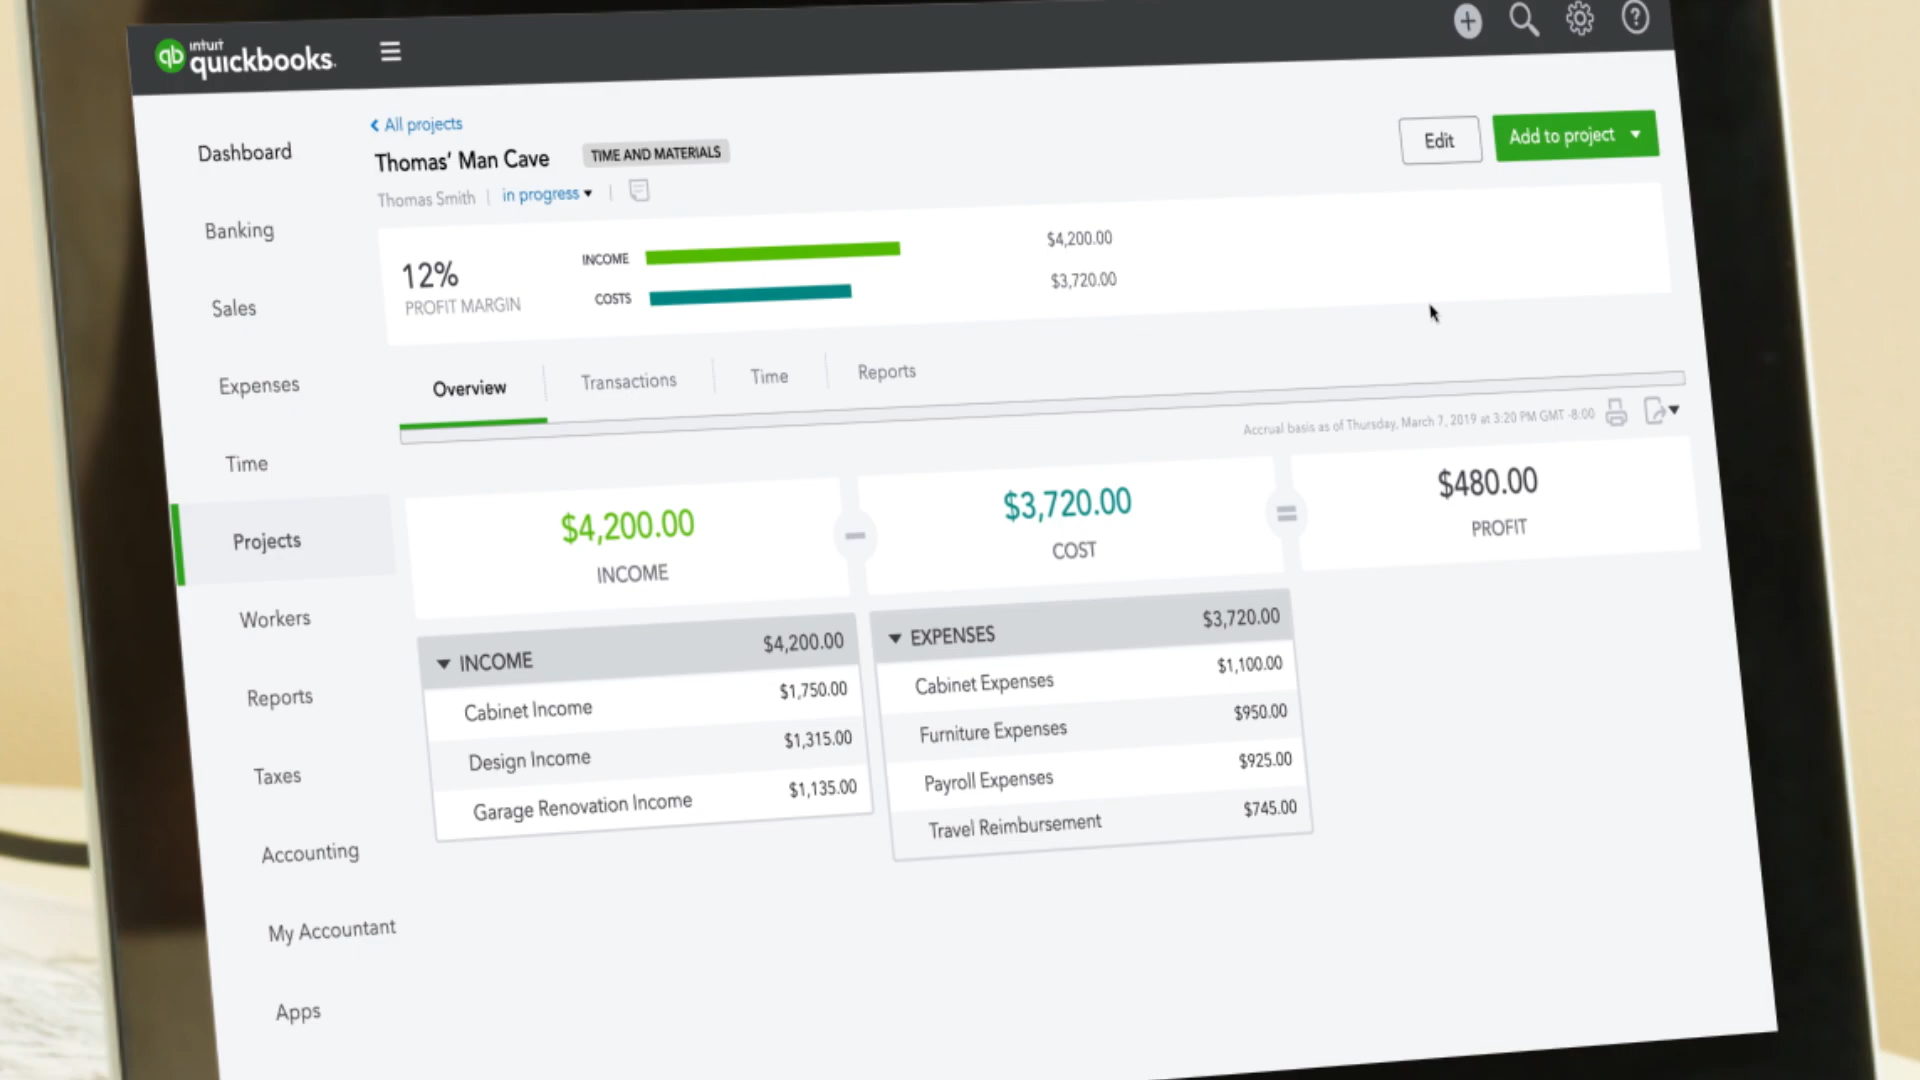 qb intuit quickbooks.
Dashboard
Banking
Sales
Expenses
Time
Projects
Workers
Reports
Taxes
Accounting
My Accountant
Apps
All projects
Thomas' Man Cave TIME AND MATERIALS
Thomas Smith | in progress |
Edit Add to project
12%
PROFIT MARGIN
INCOME $4,200.00
COSTS $3,720.00
Overview Transactions Time Reports
Accrual basis as of Thursday, March 7, 2019 at 3:20 PM GMT -8:00
$4,200.00 - $3,720.00 = $480.00
INCOME COST PROFIT
INCOME $4,200.00
Cabinet Income $1,750.00
Design Income $1,315.00
Garage Renovation Income $1,135.00
EXPENSES $3,720.00
Cabinet Expenses $1,100.00
Furniture Expenses $950.00
Payroll Expenses $925.00
Travel Reimbursement $745.00